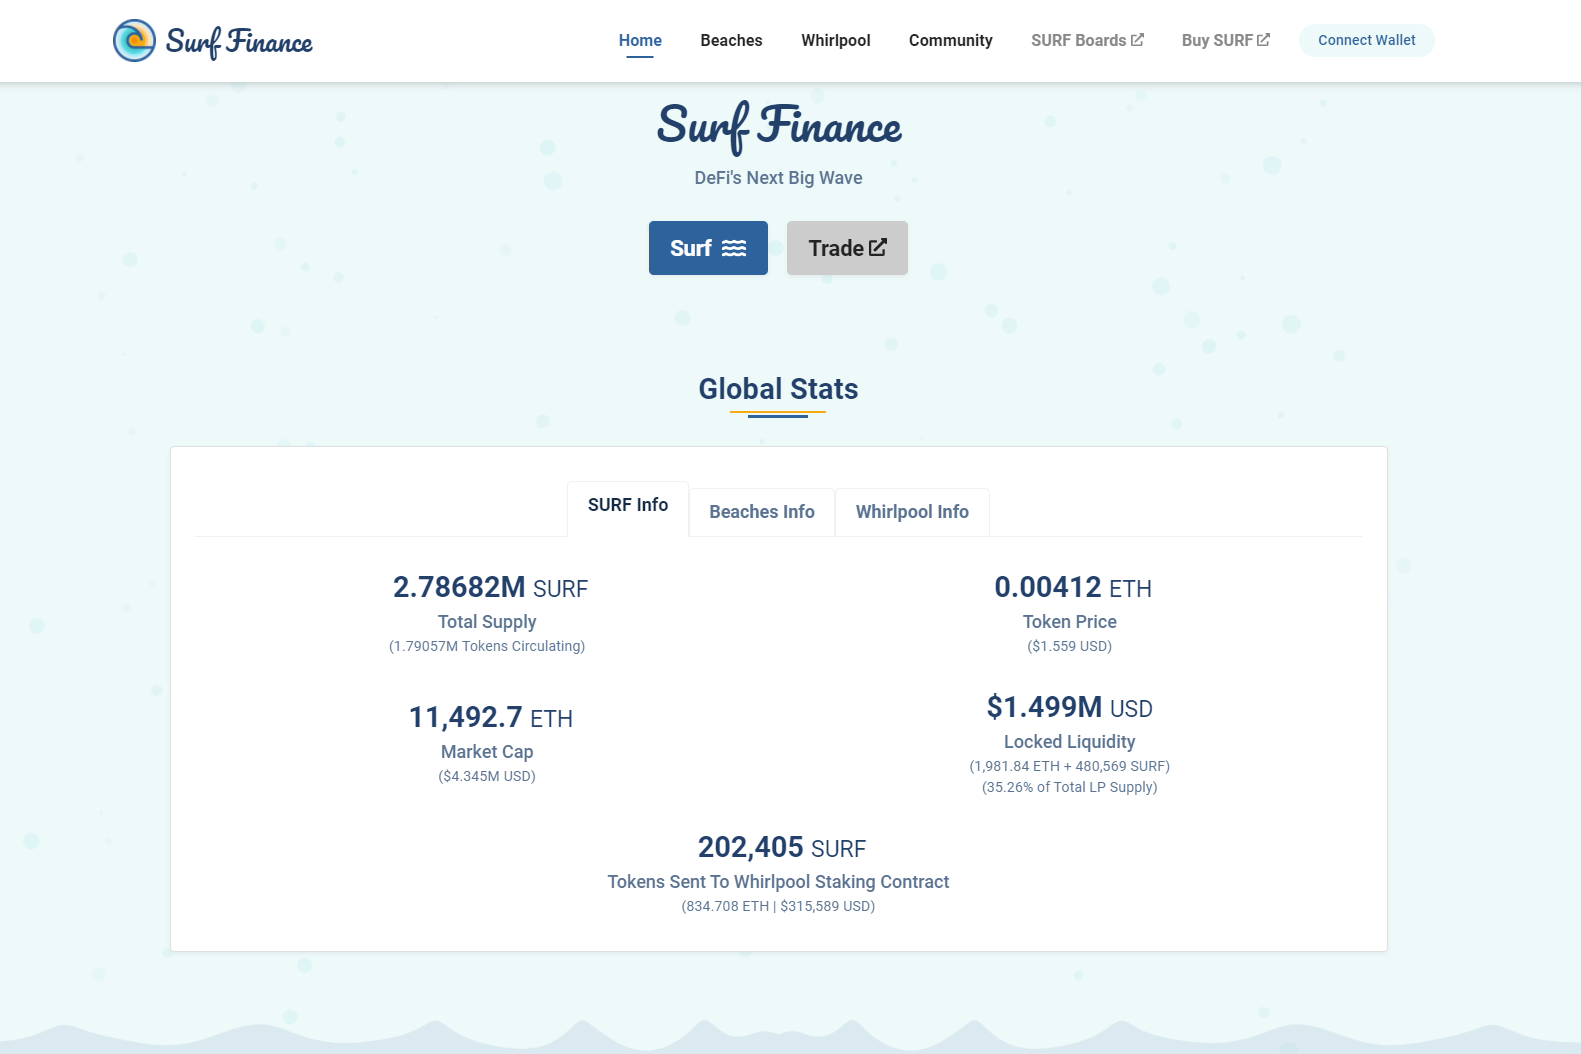 Surf Finance
Home Beaches Whirlpool Community SURF Boards Buy SURF Connect Wallet
Surf Finance
DeFi's Next Big Wave
Surf Trade
Global Stats
SURF Info Beaches Info Whirlpool Info
2.78682M SURF
Total Supply
(1.79057M Tokens Circulating)
0.00412 ETH
Token Price
($1.559 USD)
11,492.7 ETH
Market Cap
($4.345M USD)
$1.499M USD
Locked Liquidity
(1,981.84 ETH + 480,569 SURF)
(35.26% of Total LP Supply)
202,405 SURF
Tokens Sent To Whirlpool Staking Contract
(834.708 ETH | $315,589 USD)